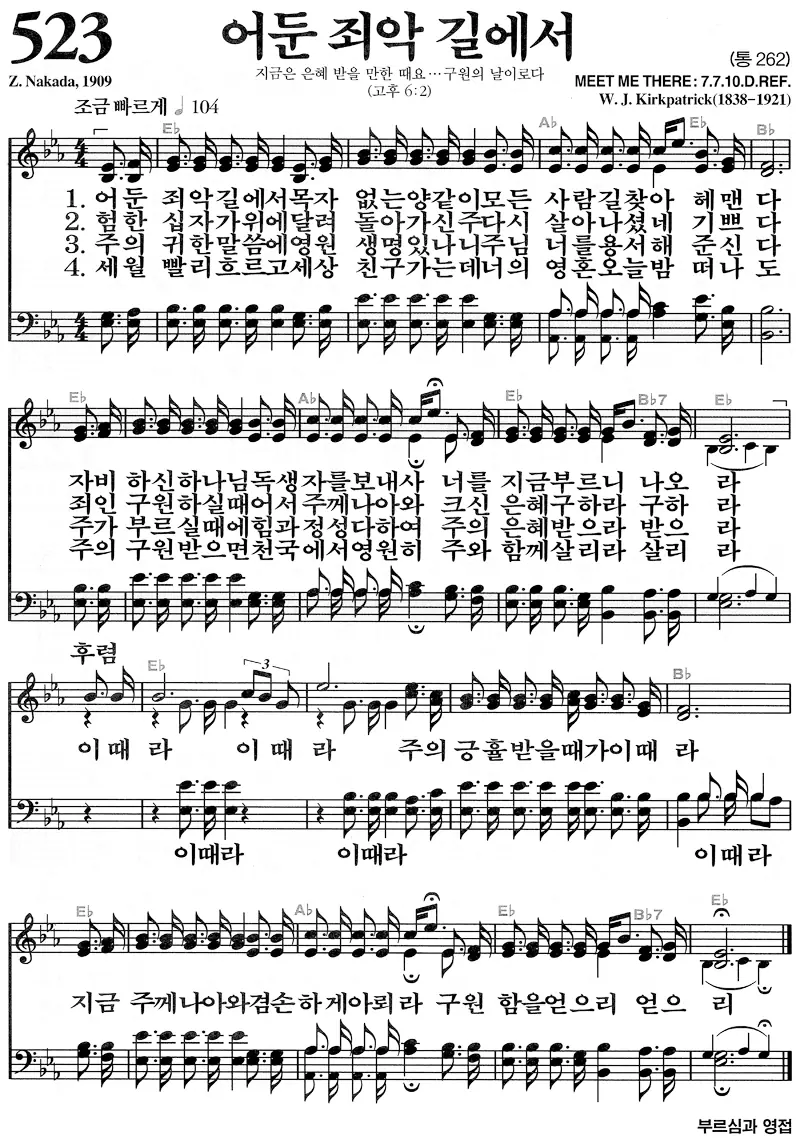 523
어둔 죄악 길에서
(통 262)
Z. Nakada, 1909
지금은 은혜 받을 만한 때요…구원의 날이로다
(고후 6:2)
MEET ME THERE: 7.7.10.D.REF.
W. J. Kirkpatrick(1838-1921)
조금 빠르게 ♩ 104
E♭ A♭ E♭ B♭
1. 어둔 죄악길에서목자 없는양같이모든 사람길찾아 헤맨 다
2. 험한 십자가위에달려 돌아가신주다시 살아나셨네 기쁘 다
3. 주의 귀한말씀에영원 생명있나니주님 너를용서해 준신 다
4. 세월 빨리흐르고세상 친구가는데너의 영혼오늘밤 떠나 도
E♭ A♭ E♭ B♭7 E♭
자비 하신하나님독생 자를보내사 너를 지금부르니 나오 라
죄인 구원하실때어서 주께나아와 크신 은혜구하라 구하 라
주가 부르실때에힘과 정성다하여 주의 은혜받으라 받으 라
주의 구원받으면천국 에서영원히 주와 함께살리라 살리 라
후렴
E♭ 3 B♭
이때 라 이때 라 주의 긍휼받을때가이때 라
이때라 이때라 이때라
E♭ A♭ E♭ B♭7 E♭
지금 주께나아와겸손 하게아뢰 라 구원 함을얻으리 얻으 리
부르심과 영접